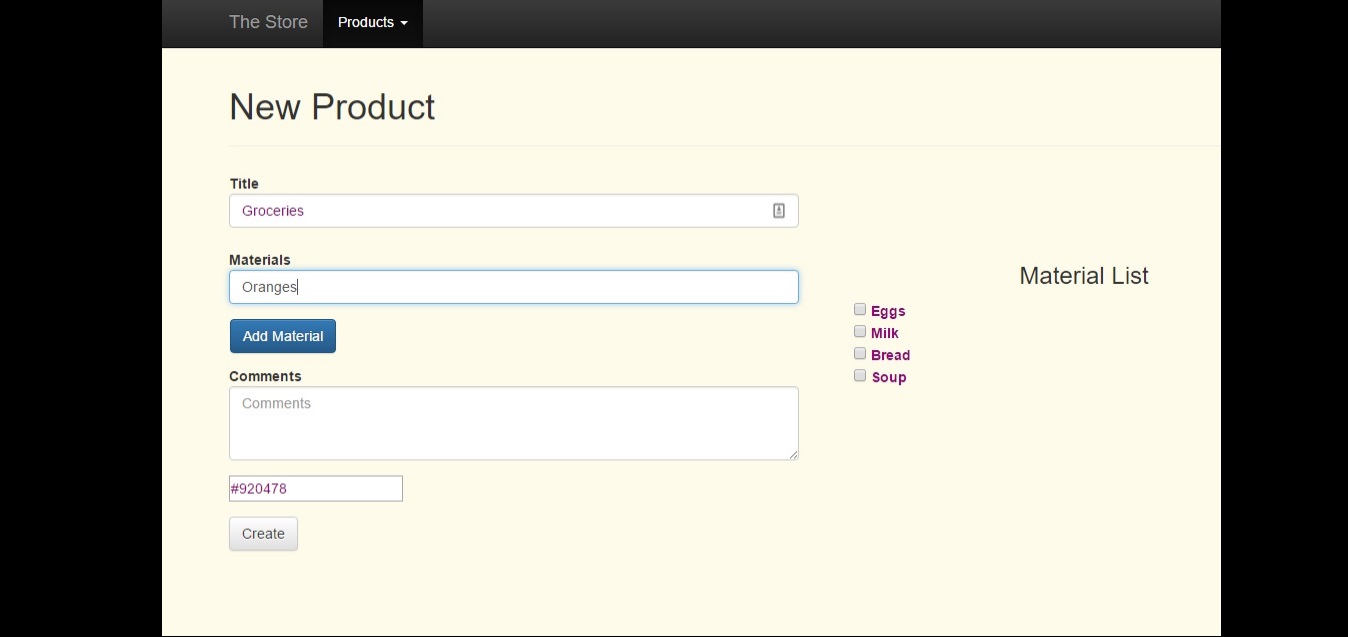 The Store Products
New Product
Title
Groceries
Materials
Oranges
Add Material
Comments
Comments
#920478
Create
Material List
Eggs
Milk
Bread
Soup